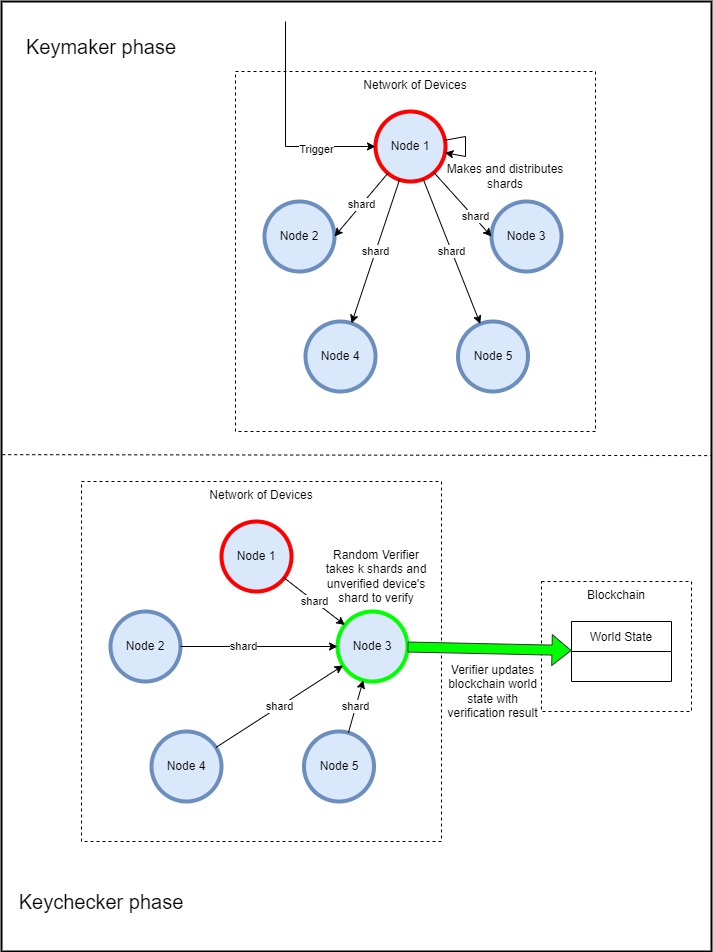 Keymaker phase
Network of Devices
Trigger
Node 1
Makes and distributes
shards
shard
shard
Node 2
Node 3
shard
shard
Node 4
Node 5
Network of Devices
Node 1
Random Verifier
takes k shards and
unverified device's
shard to verify
shard
Blockchain
World State
Node 2
shard
Node 3
Verifier updates
blockchain world
state with
verification result
shard
shard
Node 4
Node 5
Keychecker phase